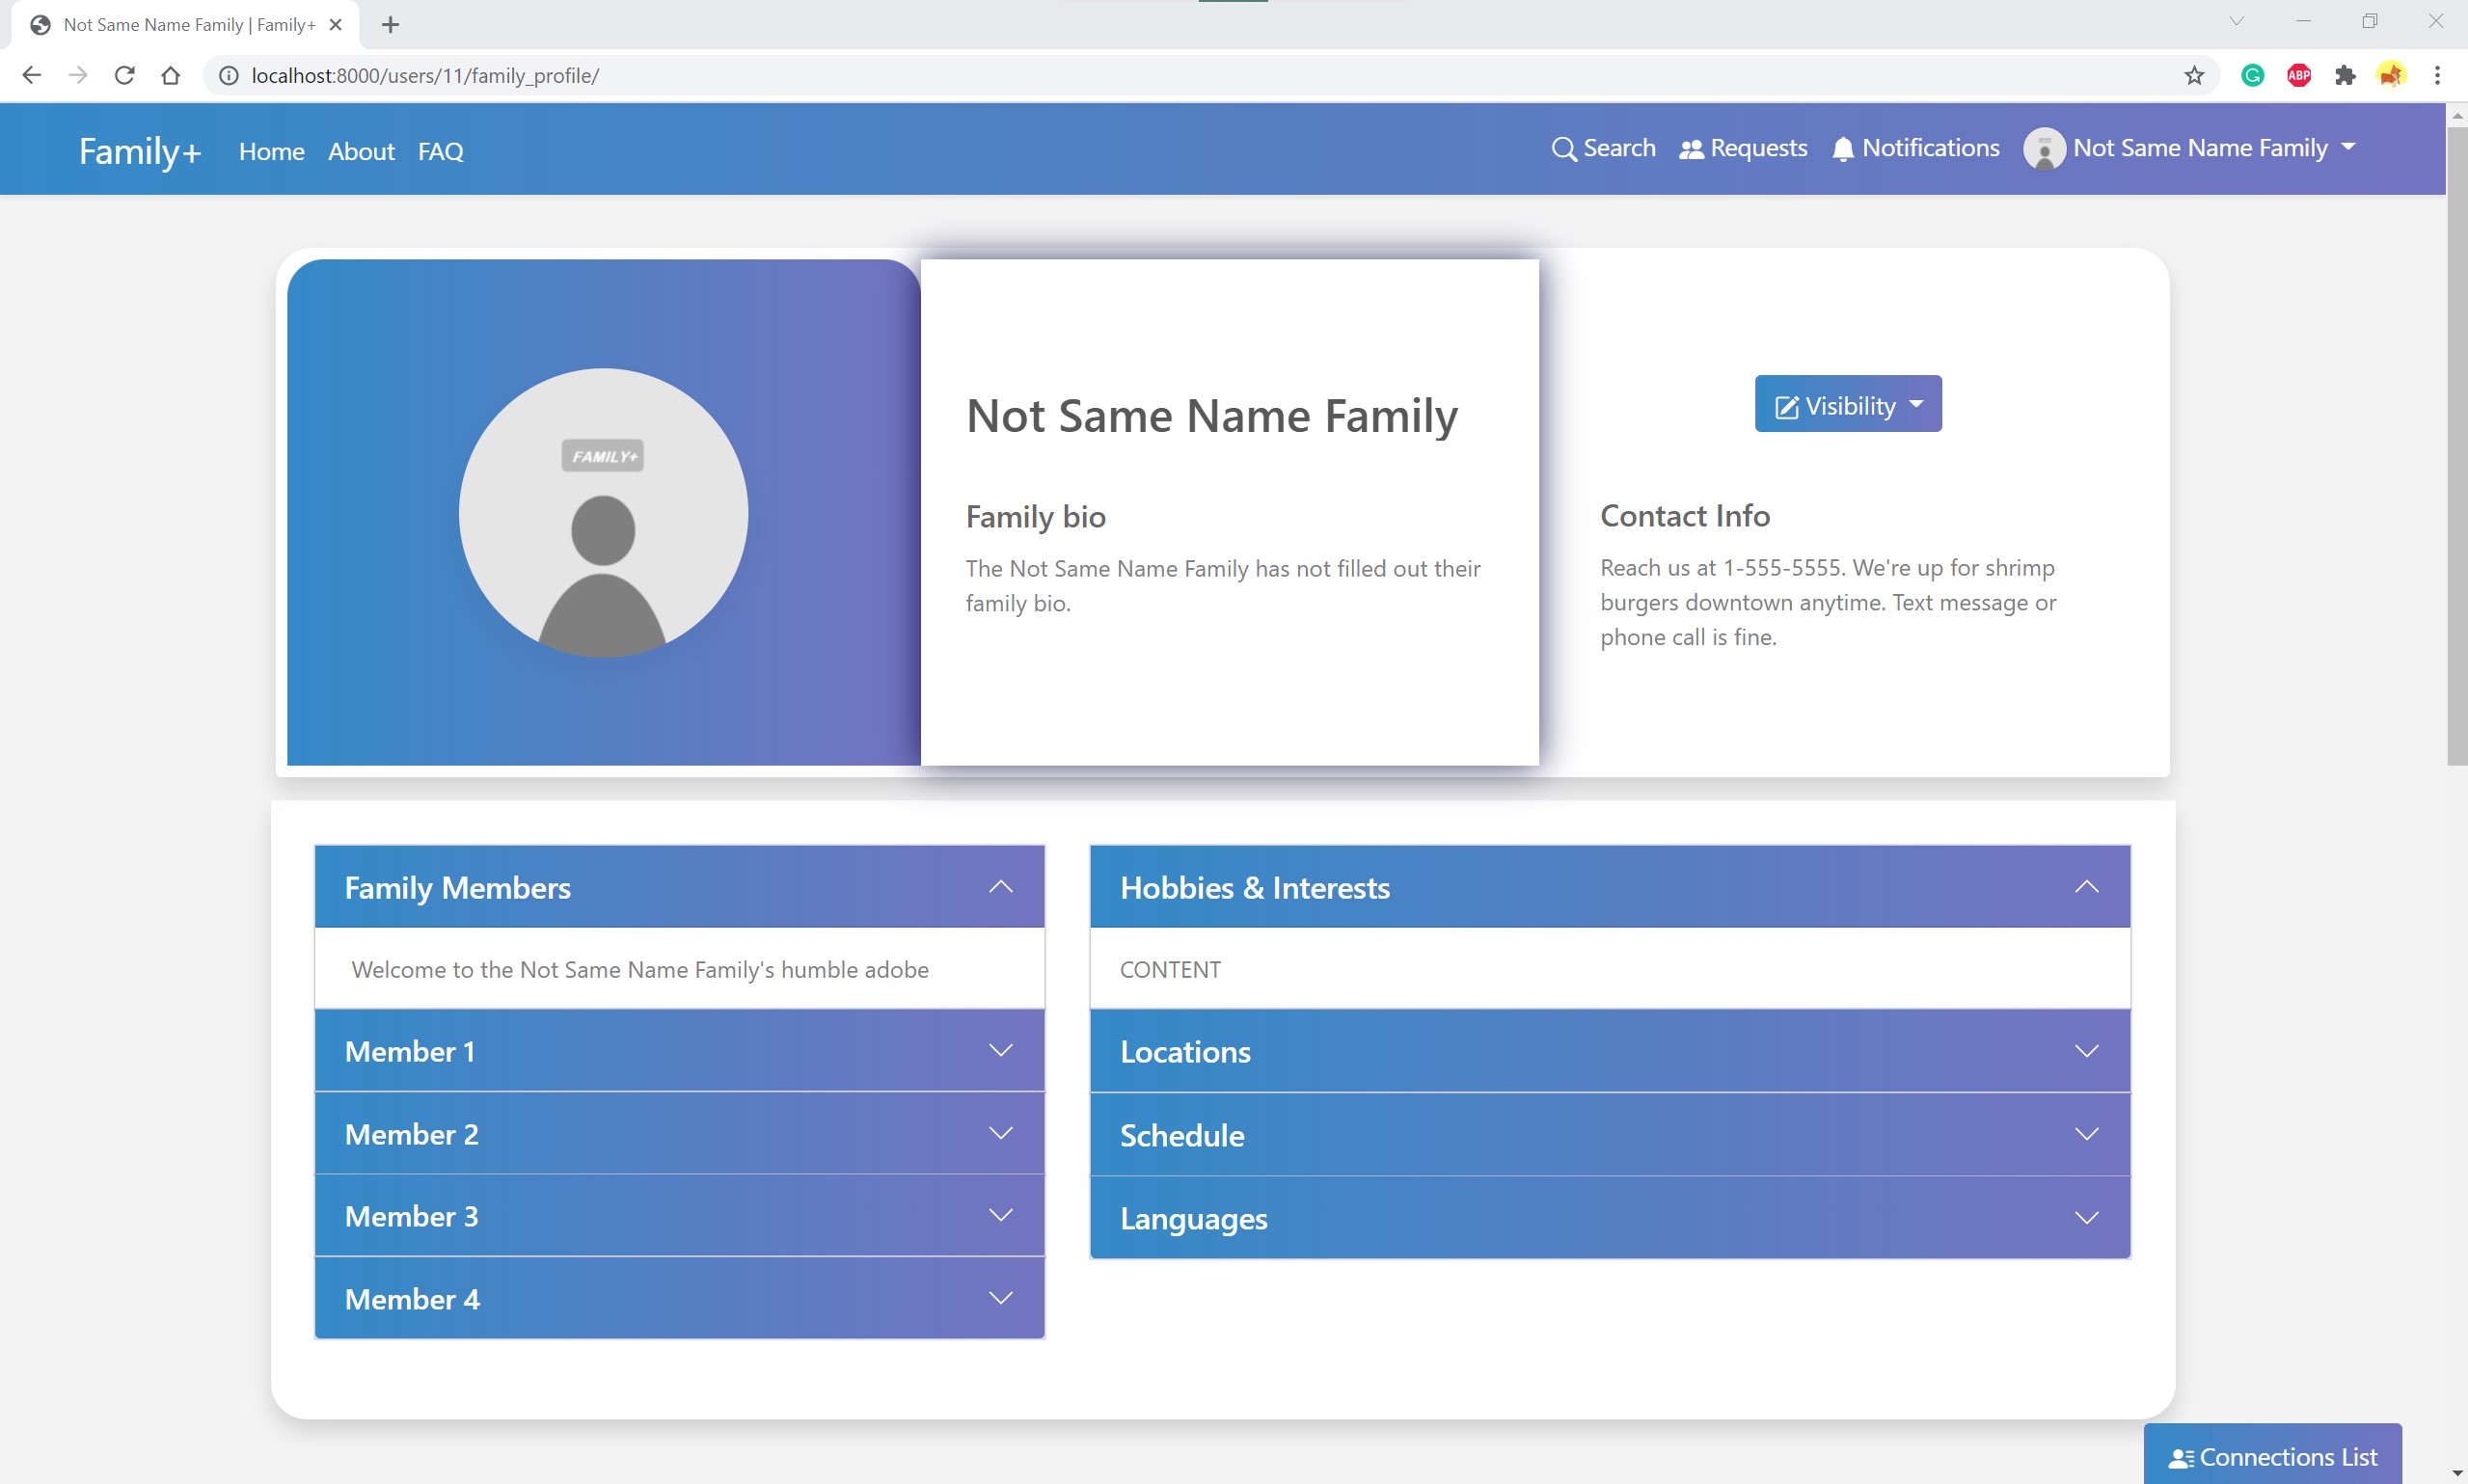 Not Same Name Family | Family+
localhost:8000/users/11/family_profile/
ABP
Family+ Home About FAQ Search Requests Notifications Not Same Name Family
FAMILY+
Not Same Name Family
Family bio
The Not Same Name Family has not filled out their
family bio.
Visibility
Contact Info
Reach us at 1-555-5555. We're up for shrimp
burgers downtown anytime. Text message or
phone call is fine.
Family Members
Welcome to the Not Same Name Family's humble adobe
Member 1
Member 2
Member 3
Member 4
Hobbies & Interests
CONTENT
Locations
Schedule
Languages
Connections List